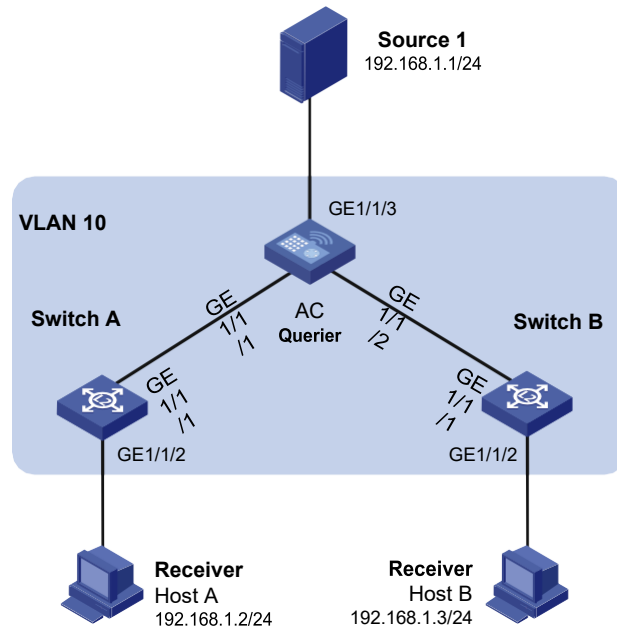 Source 1
192.168.1.1/24
GE1/1/3
VLAN 10
Switch A
GE
1/1
/1
AC
Querier
GE
1/1
/2
Switch B
GE
1/1
/1
GE
1/1
/1
GE1/1/2
GE1/1/2
Receiver
Host A
192.168.1.2/24
Receiver
Host B
192.168.1.3/24